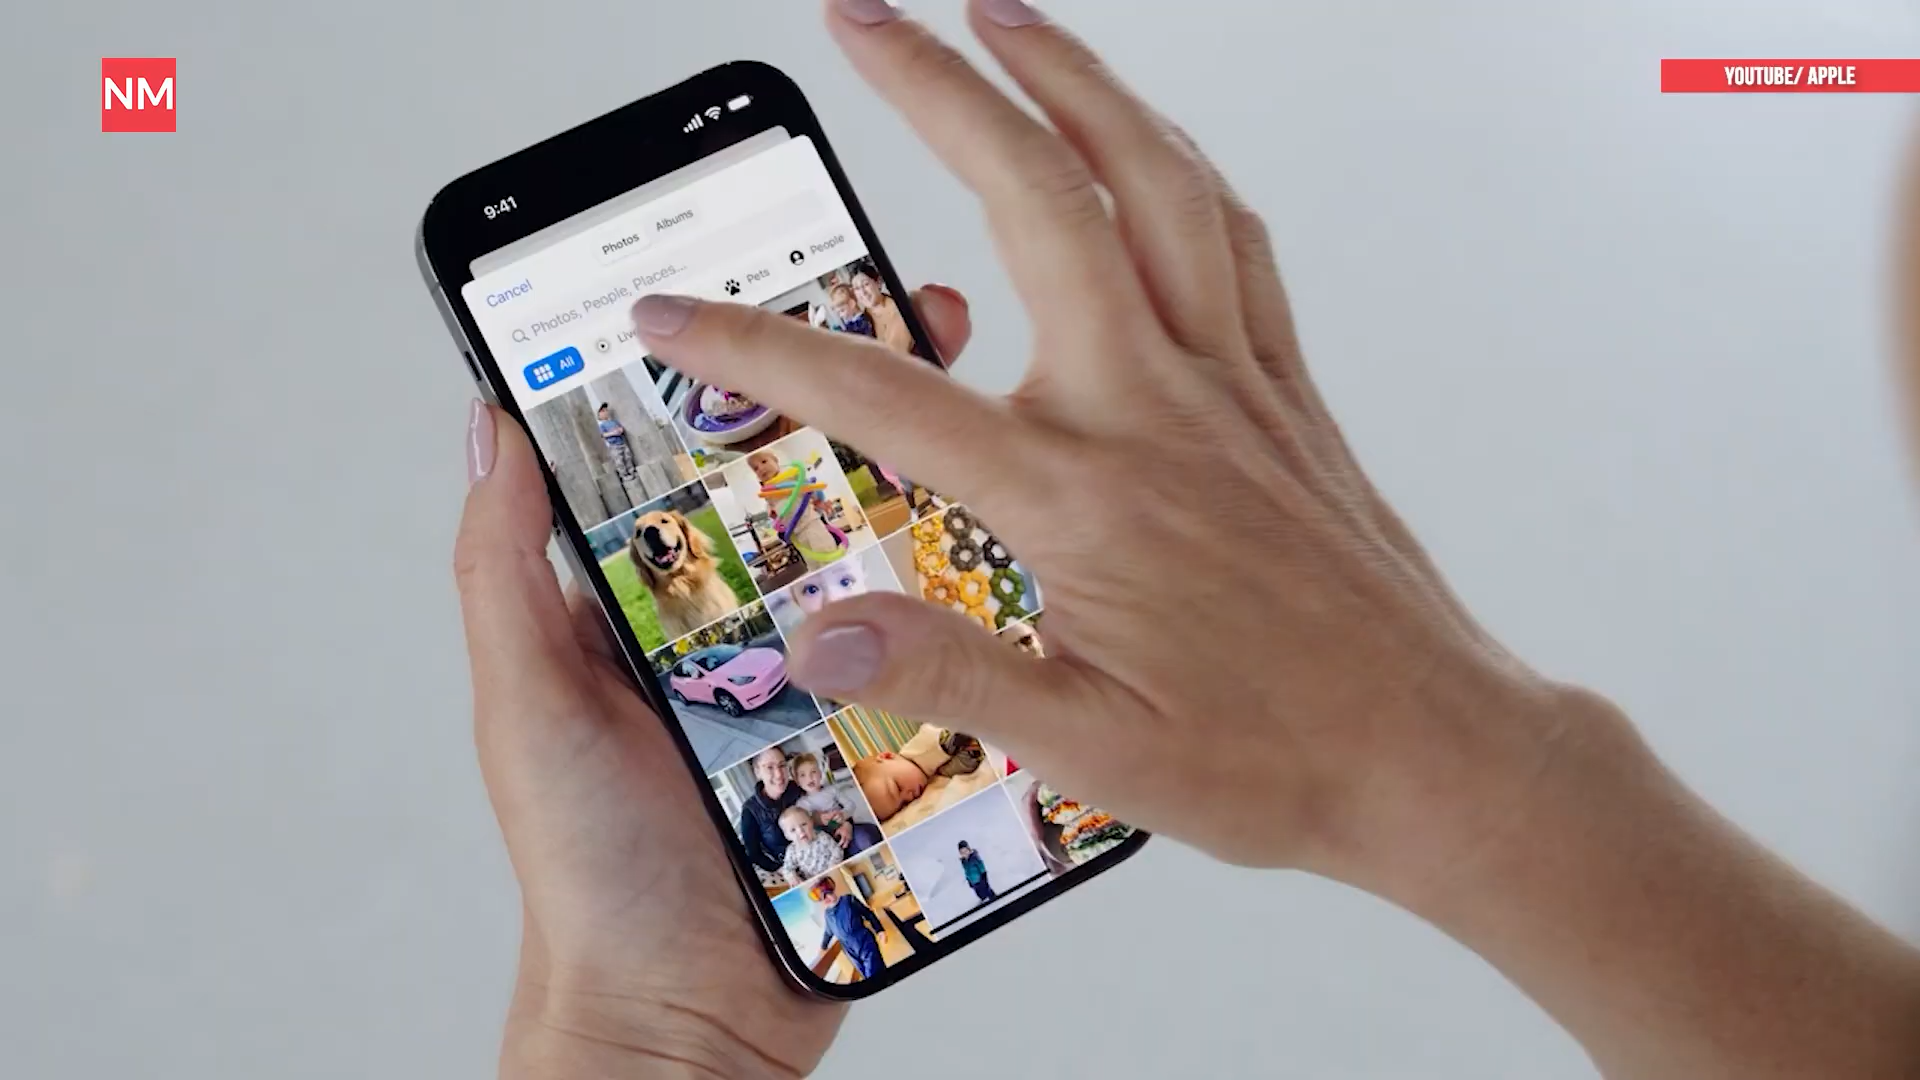 NM
YOUTUBE/ APPLE
9:41
Photos Albums
Cancel
Photos, People, Places...
All
Pets People